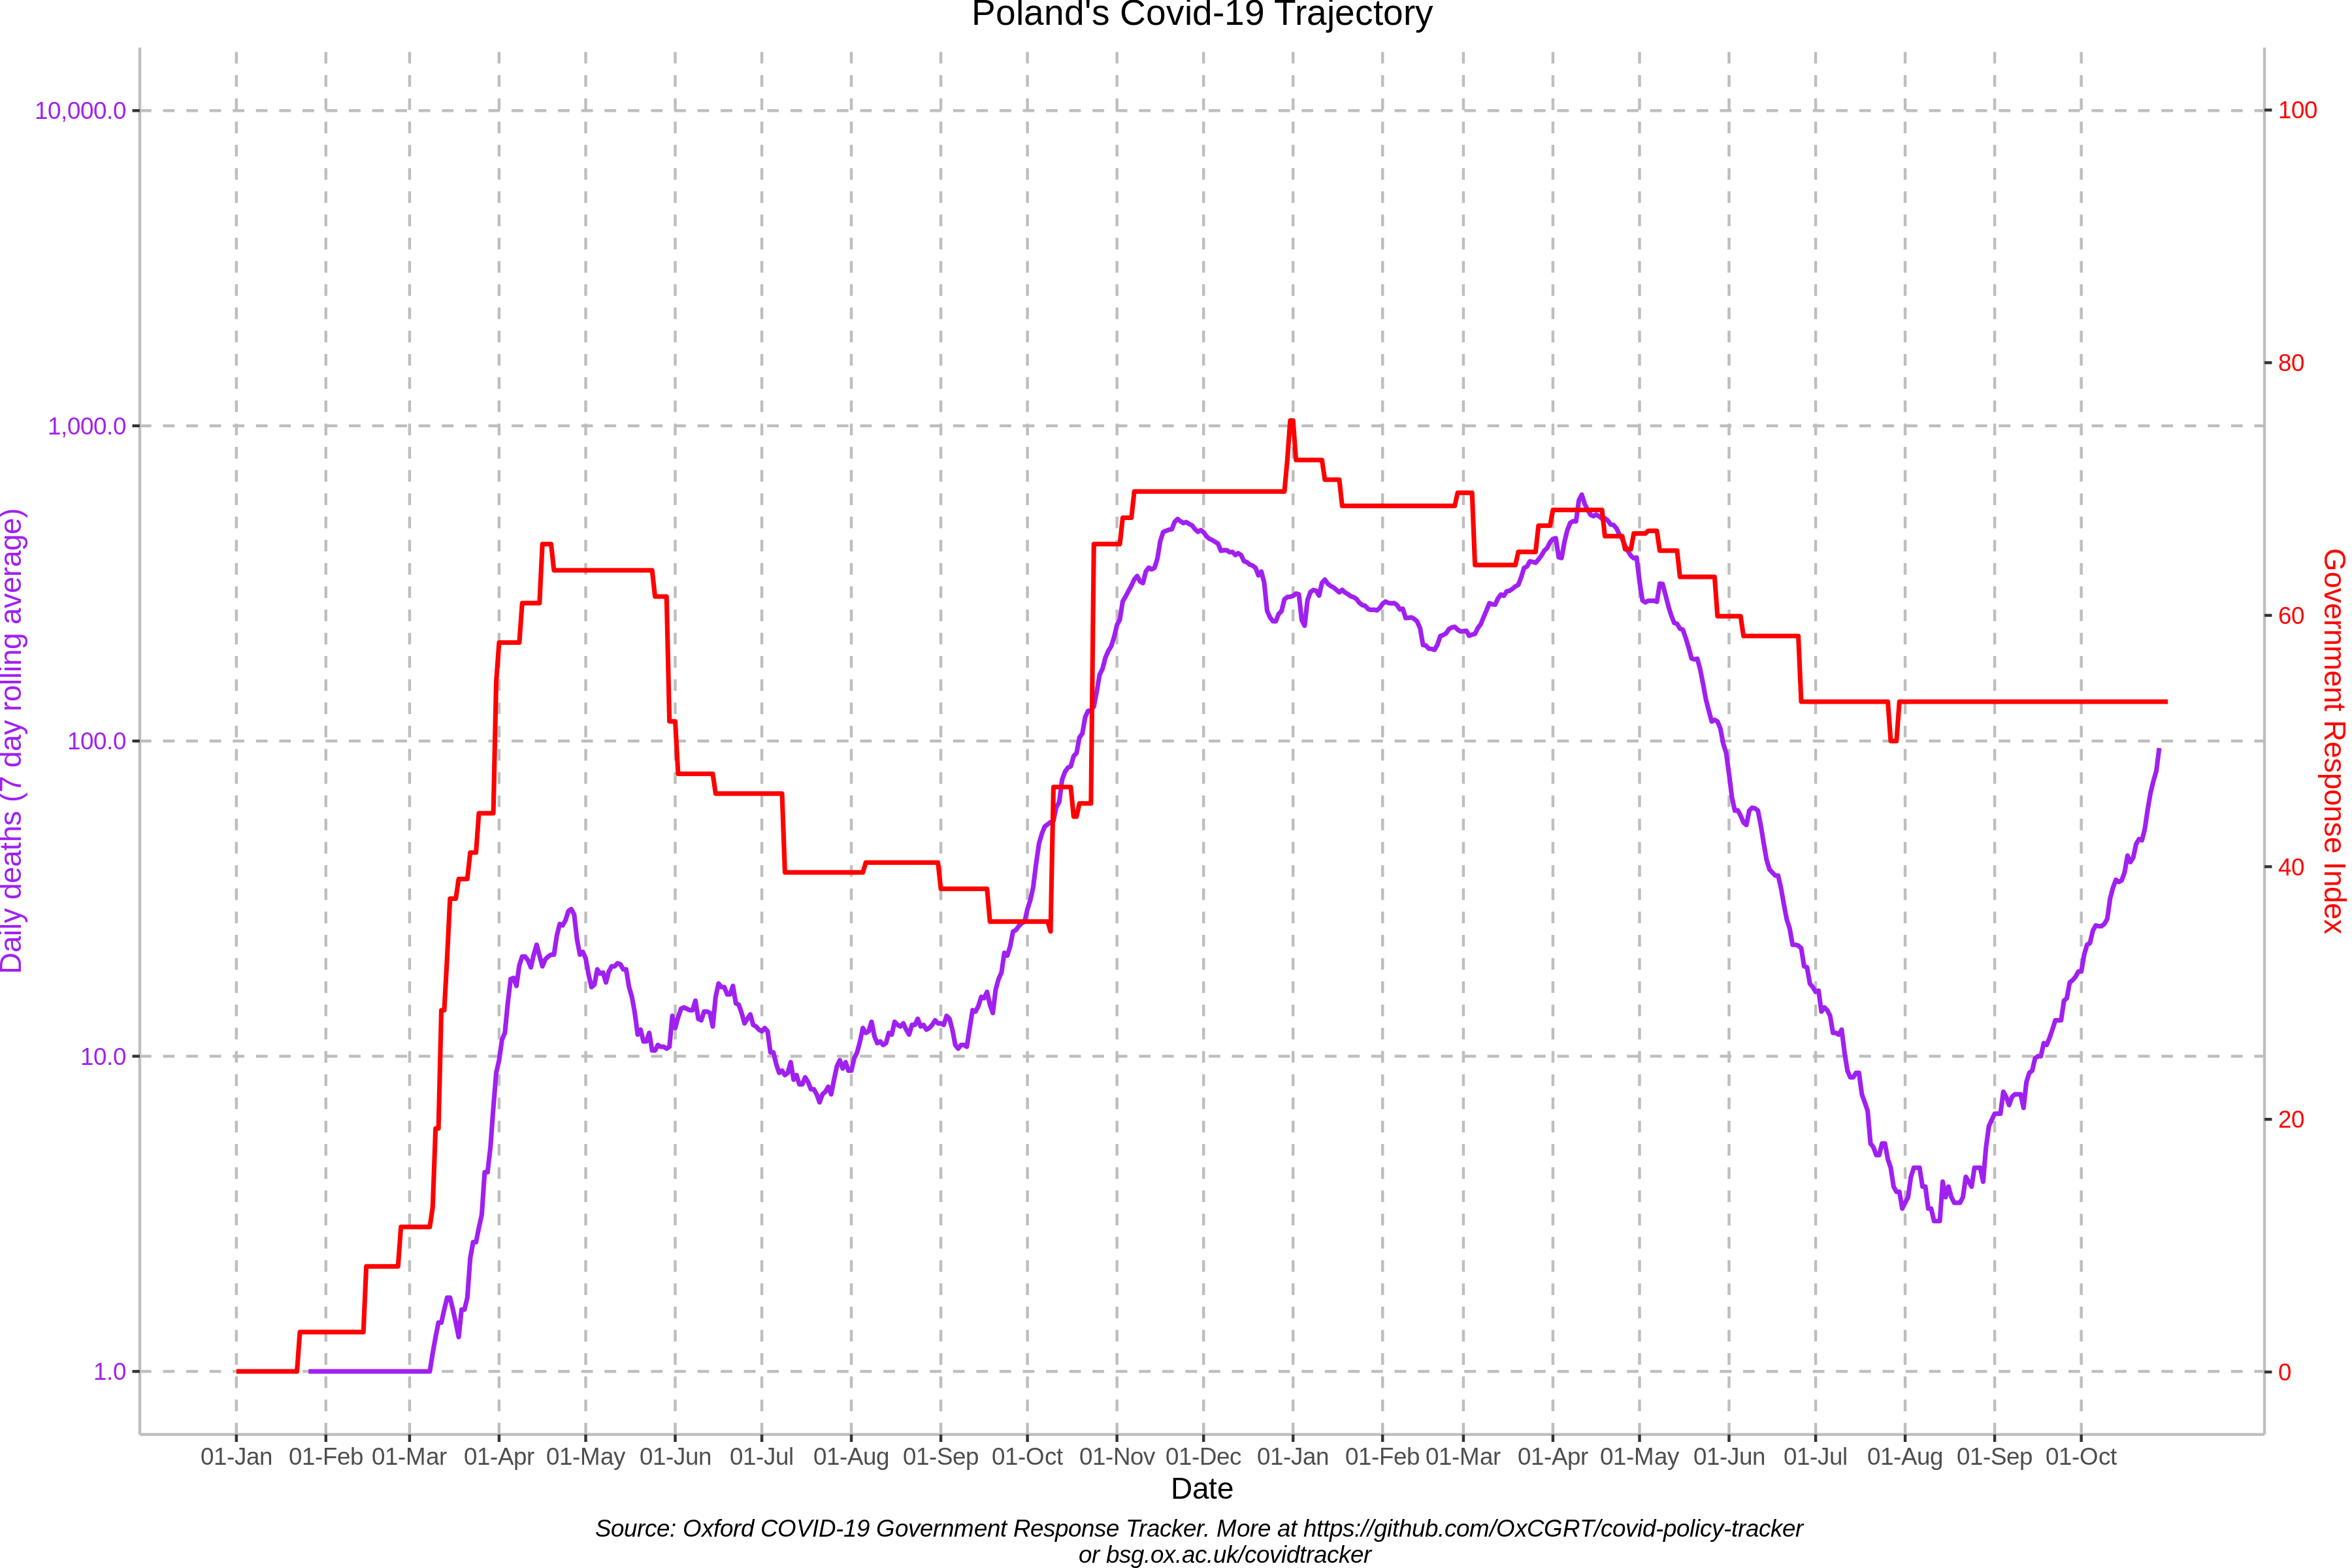 Poland's Covid-19 Trajectory
Daily deaths (7 day rolling average)
10,000.0
1,000.0
100.0
10.0
1.0
100
80
60
40
20
0
Government Response Index
01-Jan 01-Feb 01-Mar 01-Apr 01-May 01-Jun 01-Jul 01-Aug 01-Sep 01-Oct 01-Nov 01-Dec 01-Jan 01-Feb 01-Mar 01-Apr 01-May 01-Jun 01-Jul 01-Aug 01-Sep 01-Oct
Date
Source: Oxford COVID-19 Government Response Tracker. More at https://github.com/OxCGRT/covid-policy-tracker
or bsg.ox.ac.uk/covidtracker